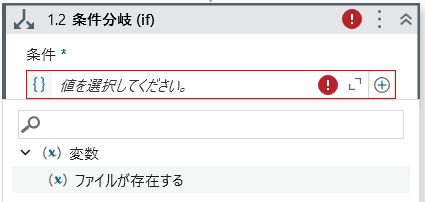 1.2 条件分岐 (if)
条件 *
{} 値を選択してください。
(x) 変数
(x) ファイルが存在する